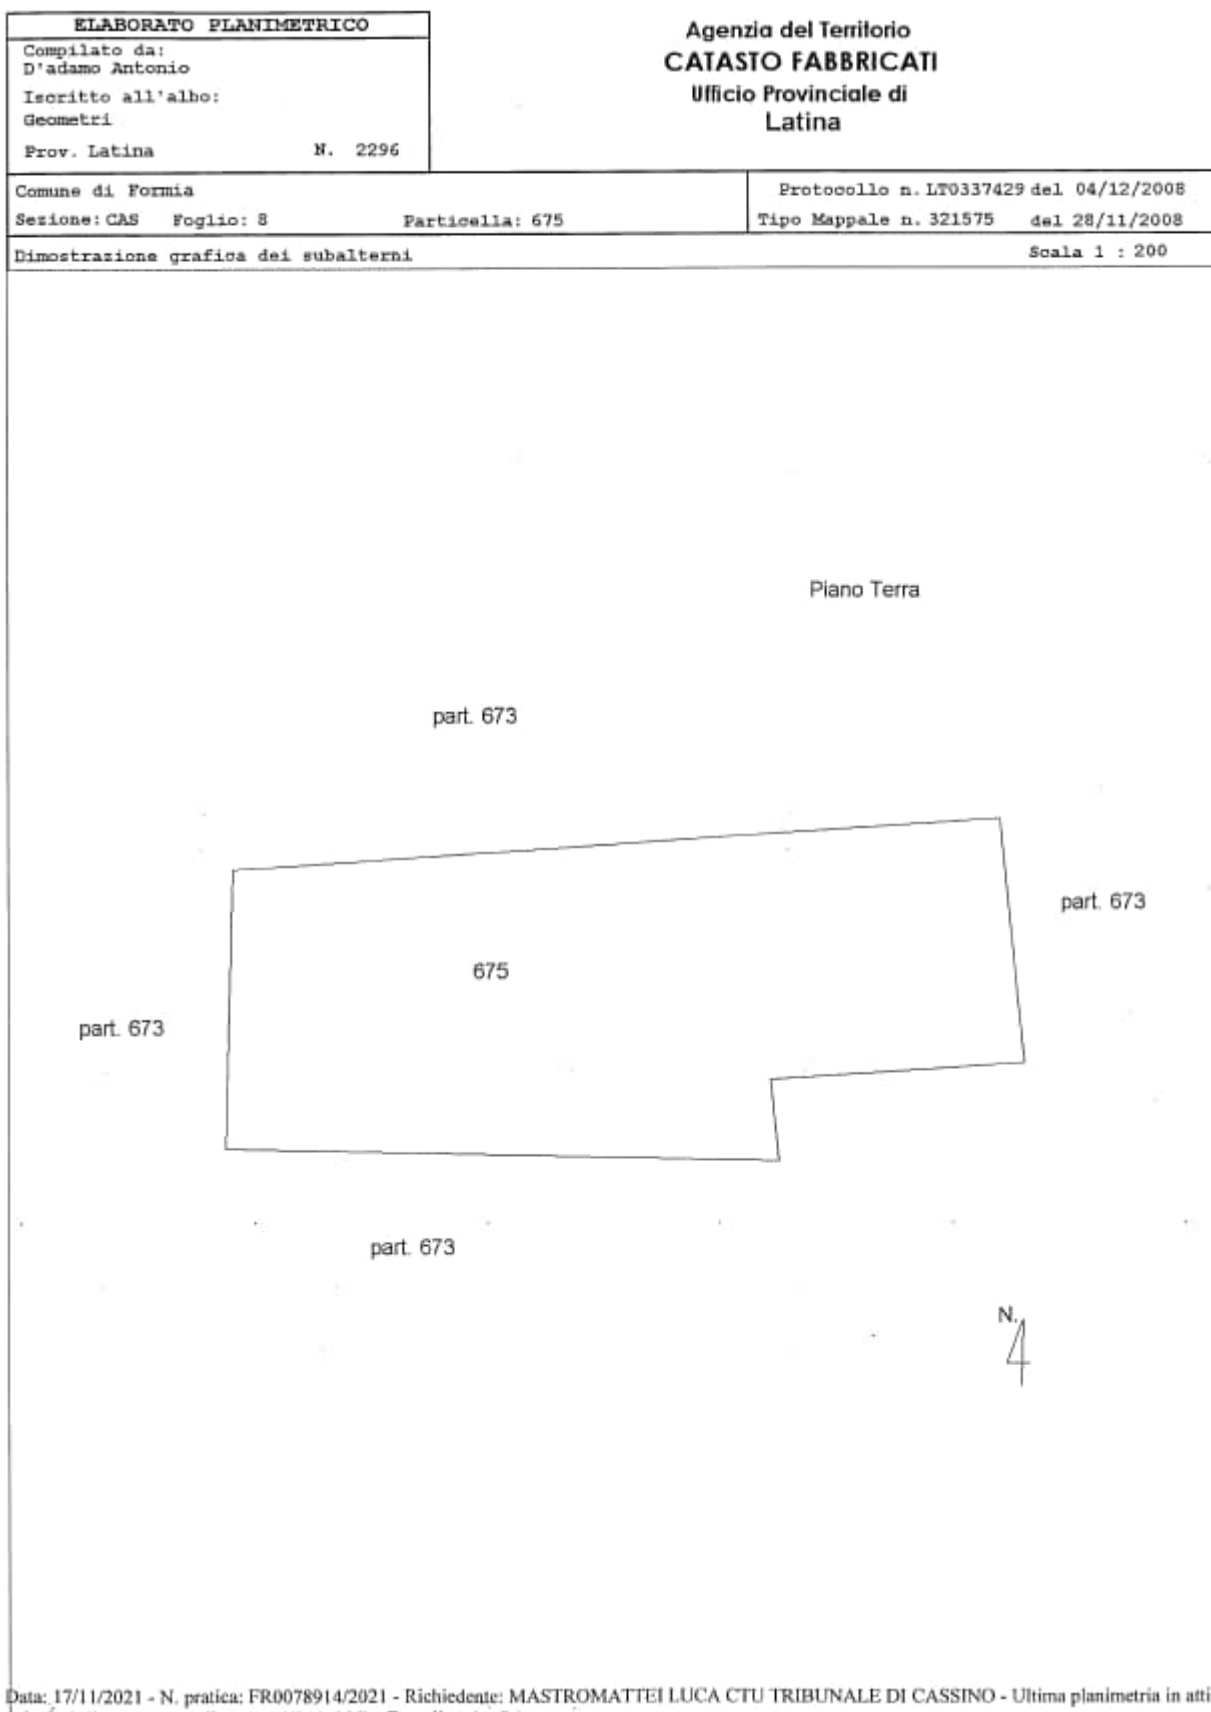 ELABORATO PLANIMETRICO
Compilato da:
D'adamo Antonio
Iscritto all'albo:
Geometri
Prov. Latina N. 2296
Agenzia del Territorio
CATASTO FABBRICATI
Ufficio Provinciale di
Latina
Comune di Formia
Sezione: CAS Foglio: 8 Particella: 675
Protocollo n. LT0337429 del 04/12/2008
Tipo Mappale n. 321575 del 28/11/2008
Dimostrazione grafica dei subalterni Scala 1 : 200
Piano Terra
part. 673
part. 673
675
part. 673
part. 673
N.
Data: 17/11/2021 - N. pratica: FR0078914/2021 - Richiedente: MASTROMATTEI LUCA CTU TRIBUNALE DI CASSINO - Ultima planimetria in atti